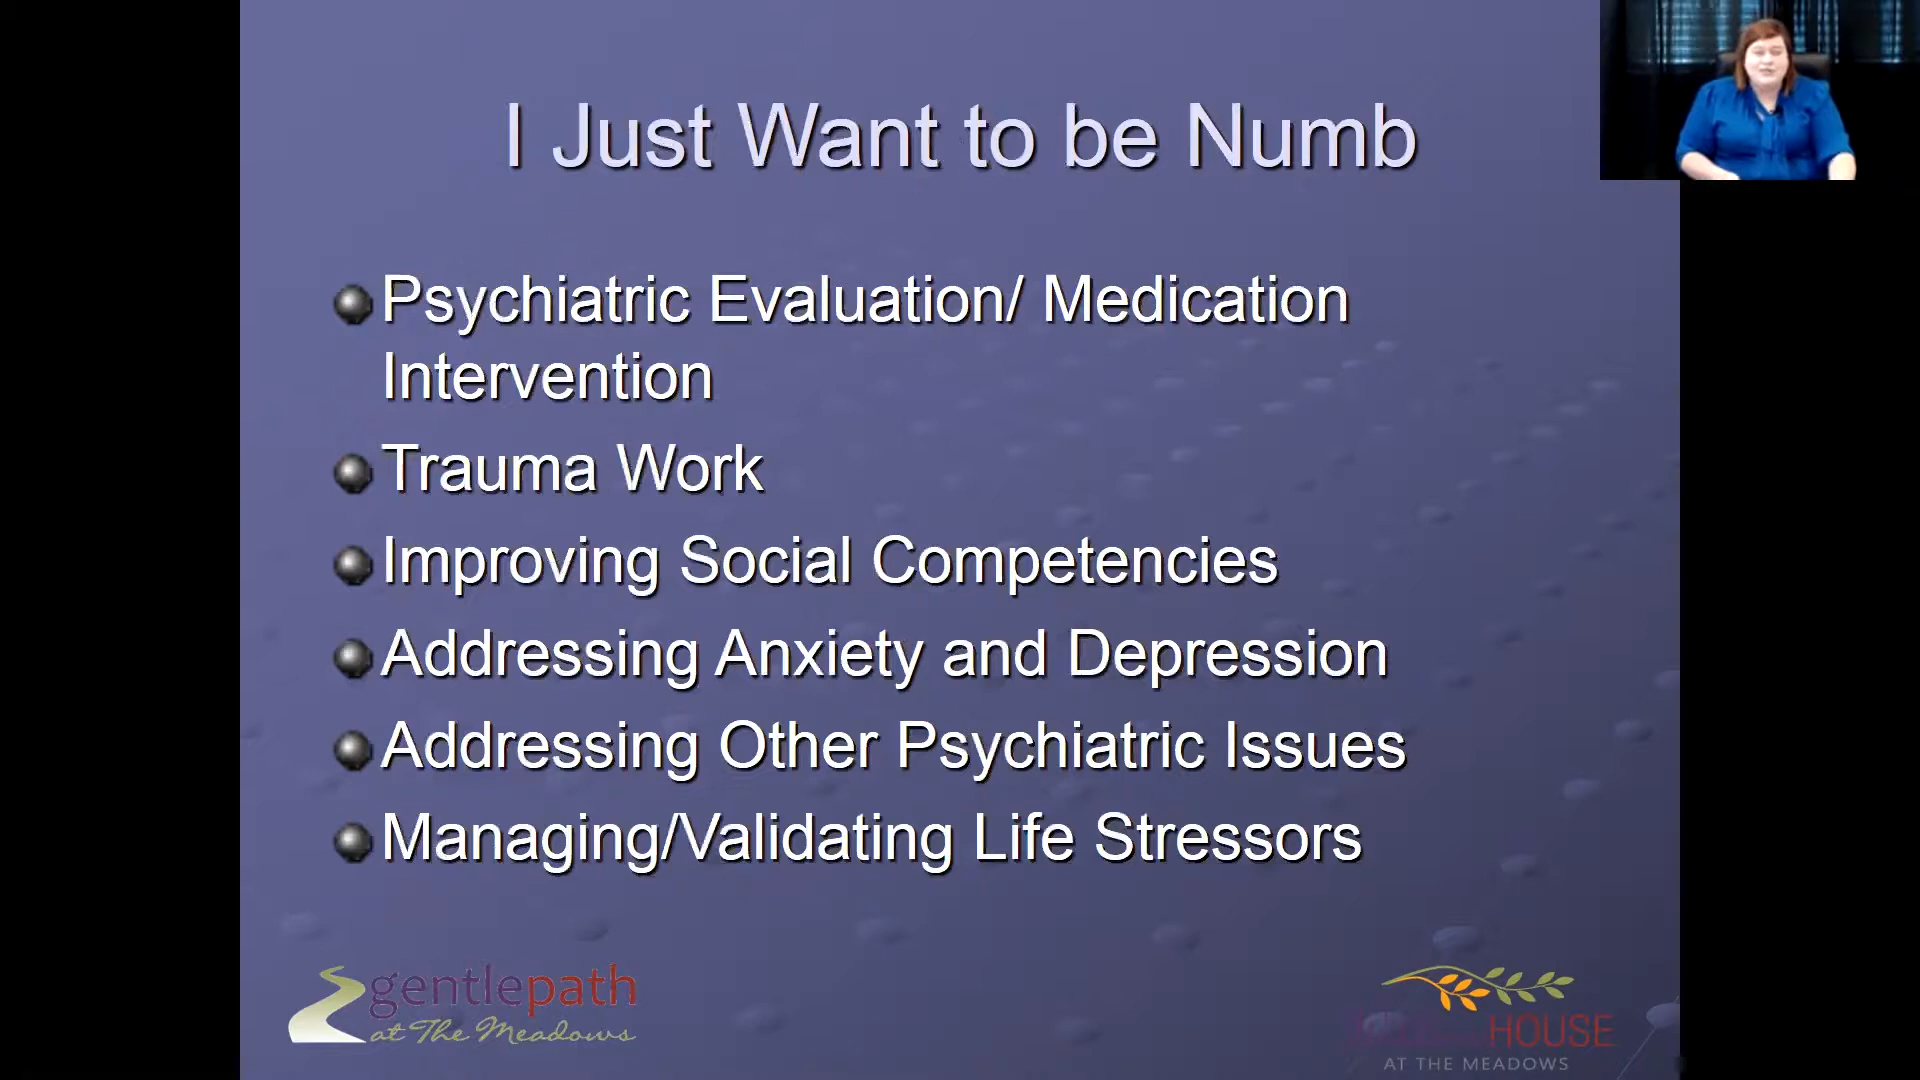 I Just Want to be Numb
Psychiatric Evaluation/ Medication
Intervention
Trauma Work
Improving Social Competencies
Addressing Anxiety and Depression
Addressing Other Psychiatric Issues
Managing/Validating Life Stressors
gentlepath
at The Meadows
HOUSE
AT THE MEADOWS